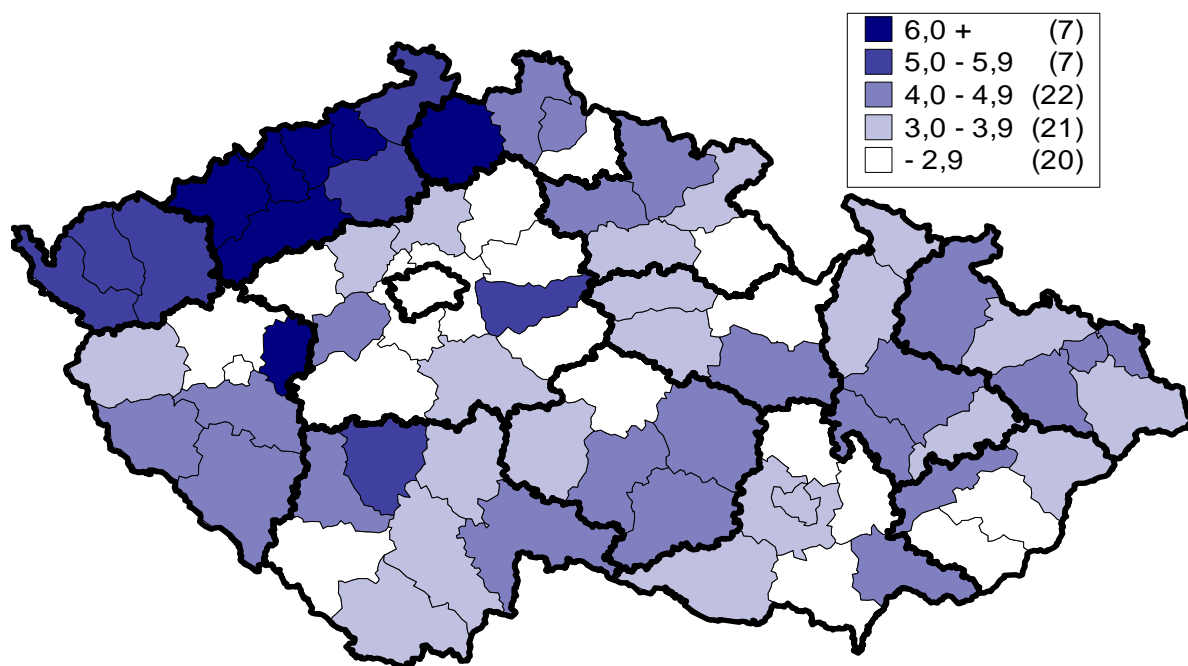 6,0 + (7)
5,0 - 5,9 (7)
4,0 - 4,9 (22)
3,0 - 3,9 (21)
- 2,9 (20)